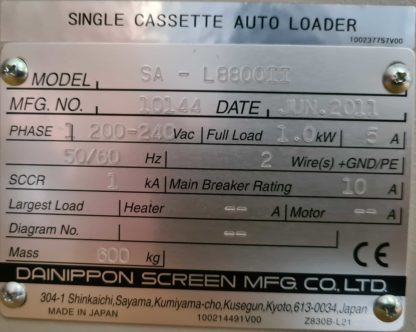 SINGLE CASSETTE AUTO LOADER
100237757V00
MODEL SA - L8800II
MFG. NO. 10144 DATE JUN.2011
PHASE 1 200-240 Vac Full Load 1.0 kW 5 A
50/60 Hz 2 Wire(s) +GND/PE
SCCR 1 kA Main Breaker Rating 10 A
Largest Load Heater -- A Motor -- A
Diagram No. --
Mass 600 kg CE
DAINIPPON SCREEN MFG. CO., LTD.
304-1 Shinkaichi, Sayama, Kumiyama-cho, Kusegun, Kyoto, 613-0034, Japan
MADE IN JAPAN 100214491V00 Z830B-L21